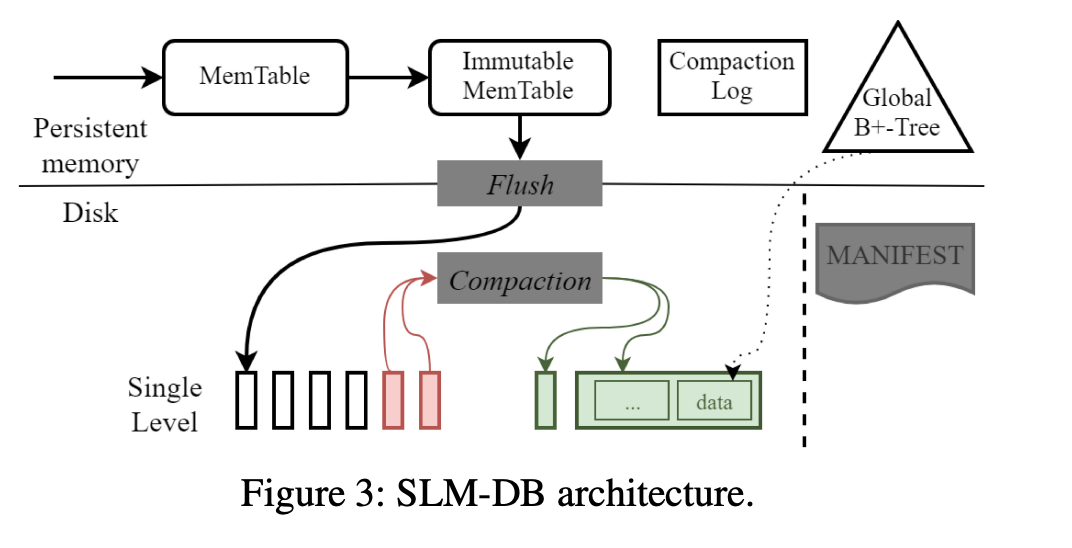 MemTable
Immutable
MemTable
Compaction
Log
Global
B+-Tree
Persistent
memory
Flush
Disk
MANIFEST
Compaction
Single
Level
...
data
Figure 3: SLM-DB architecture.